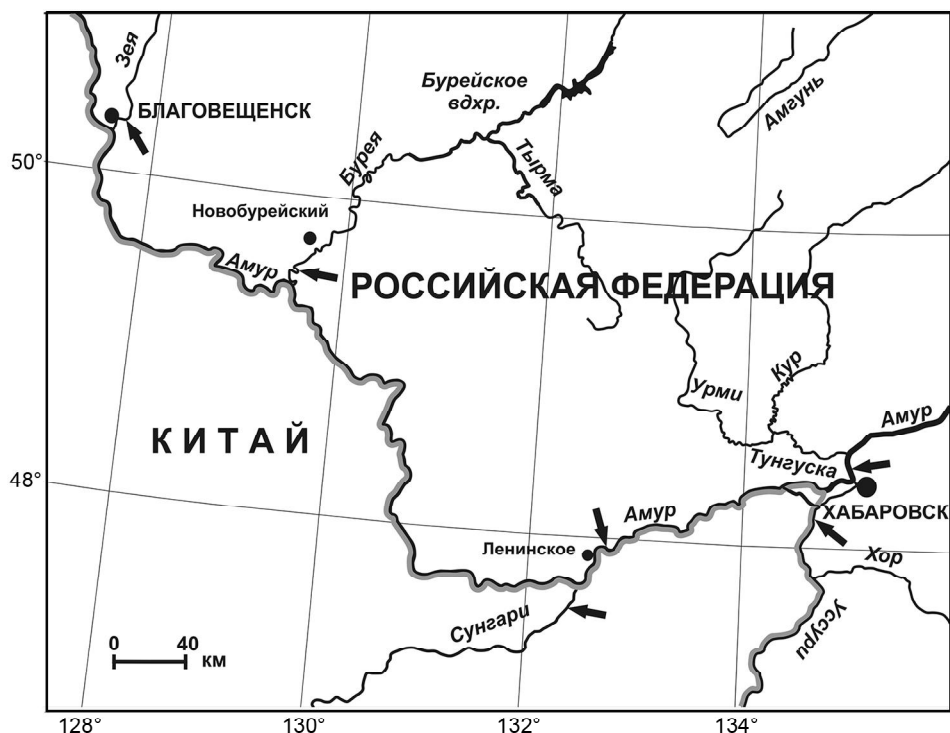 Зея
БЛАГОВЕЩЕНСК
Бурейское
вдхр.
Амгунь
50°
Бурея
Тырма
Новобурейский
Амур
РОССИЙСКАЯ ФЕДЕРАЦИЯ
Урми
Кур
Амур
КИТАЙ
Тунгуска
48°
ХАБАРОВСК
Амур
Ленинское
Хор
Сунгари
Уссури
0 40
км
128° 130° 132° 134°